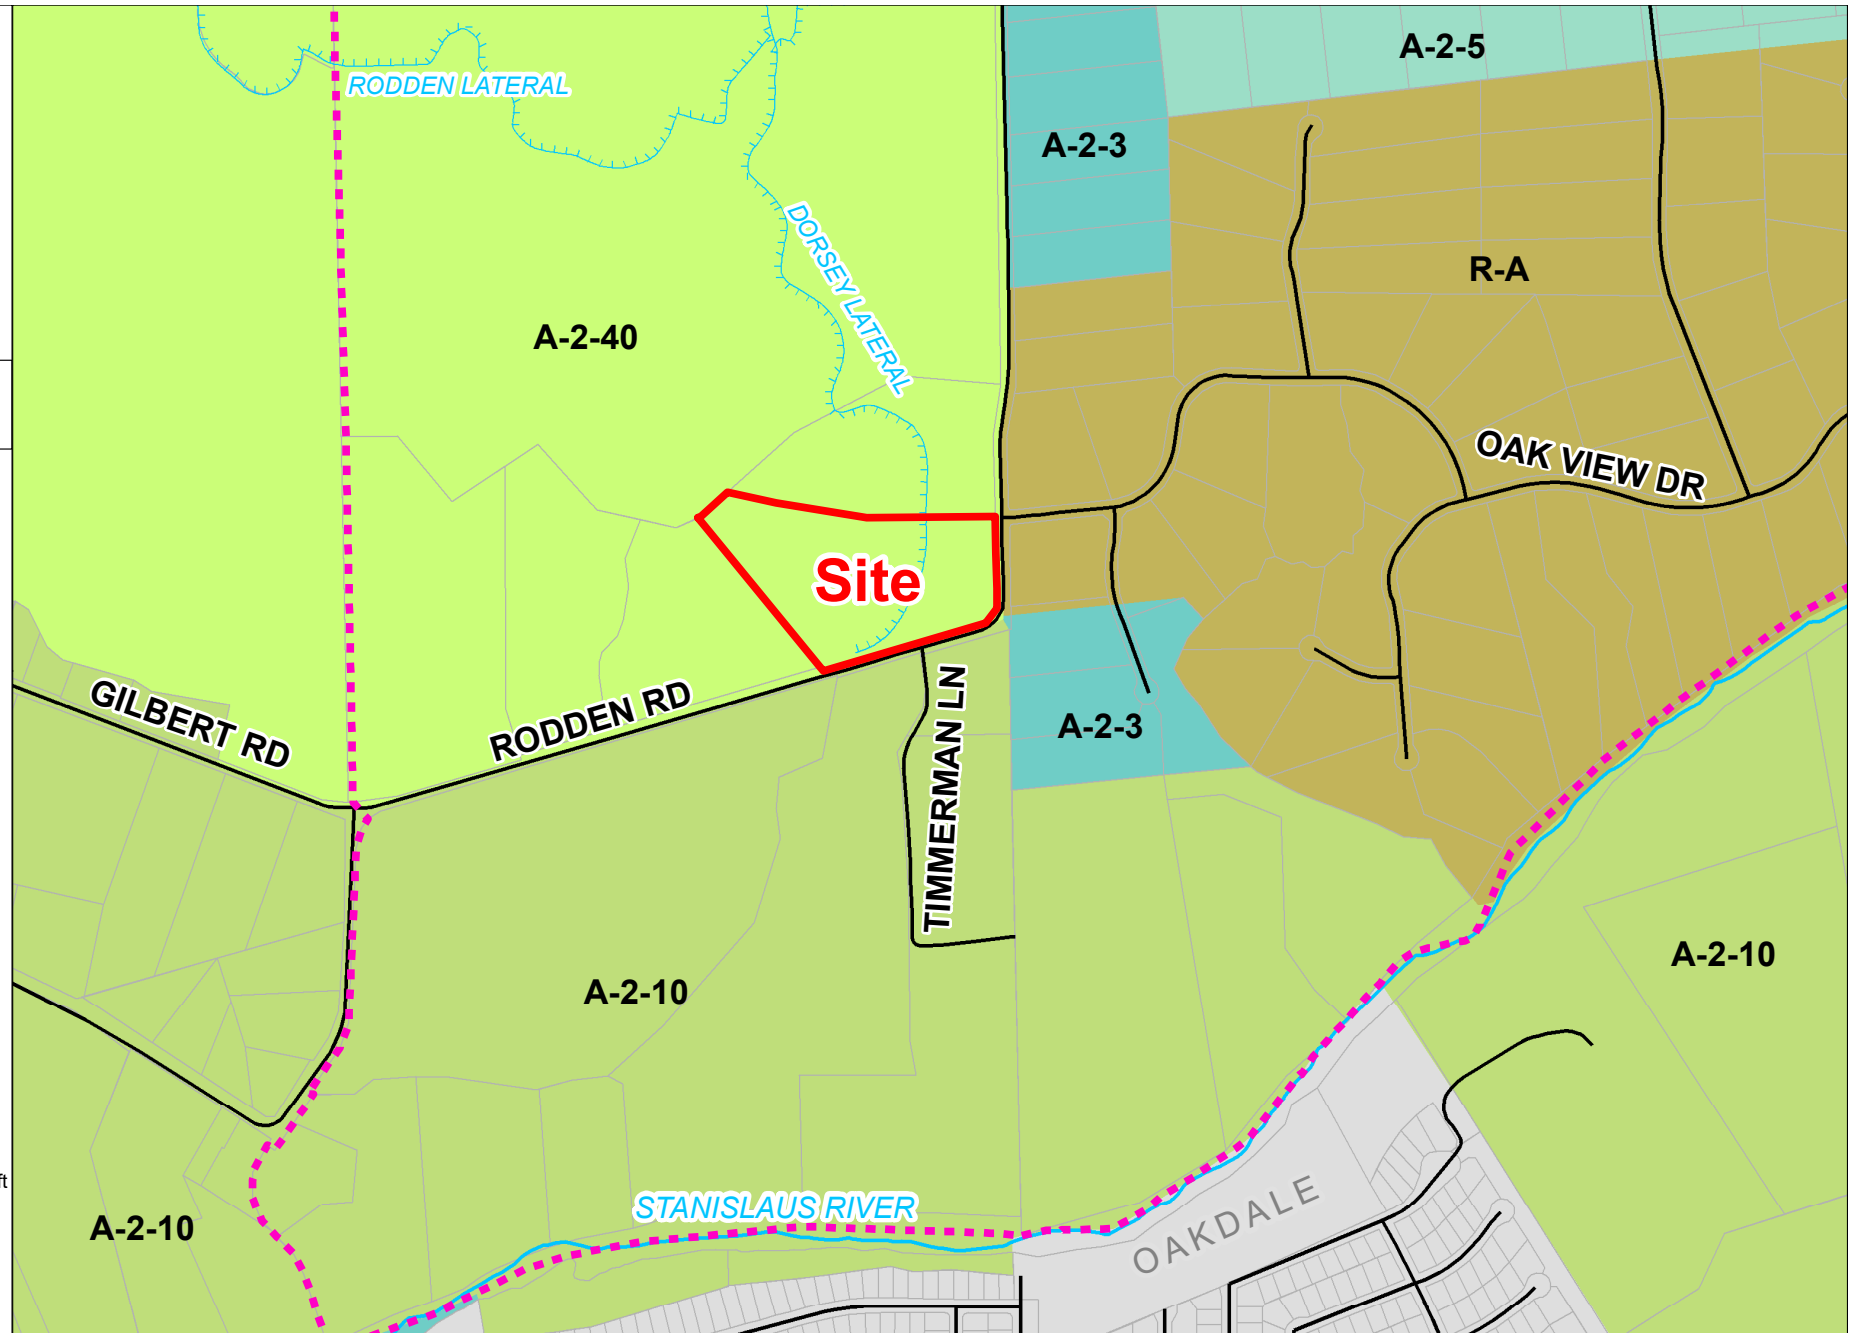 A-2-5
RODDEN LATERAL
A-2-3
DORSEY LATERAL
R-A
A-2-40
OAK VIEW DR
Site
GILBERT RD
RODDEN RD
TIMMERMAN LN
A-2-3
A-2-10
A-2-10
ft
STANISLAUS RIVER
OAKDALE
A-2-10